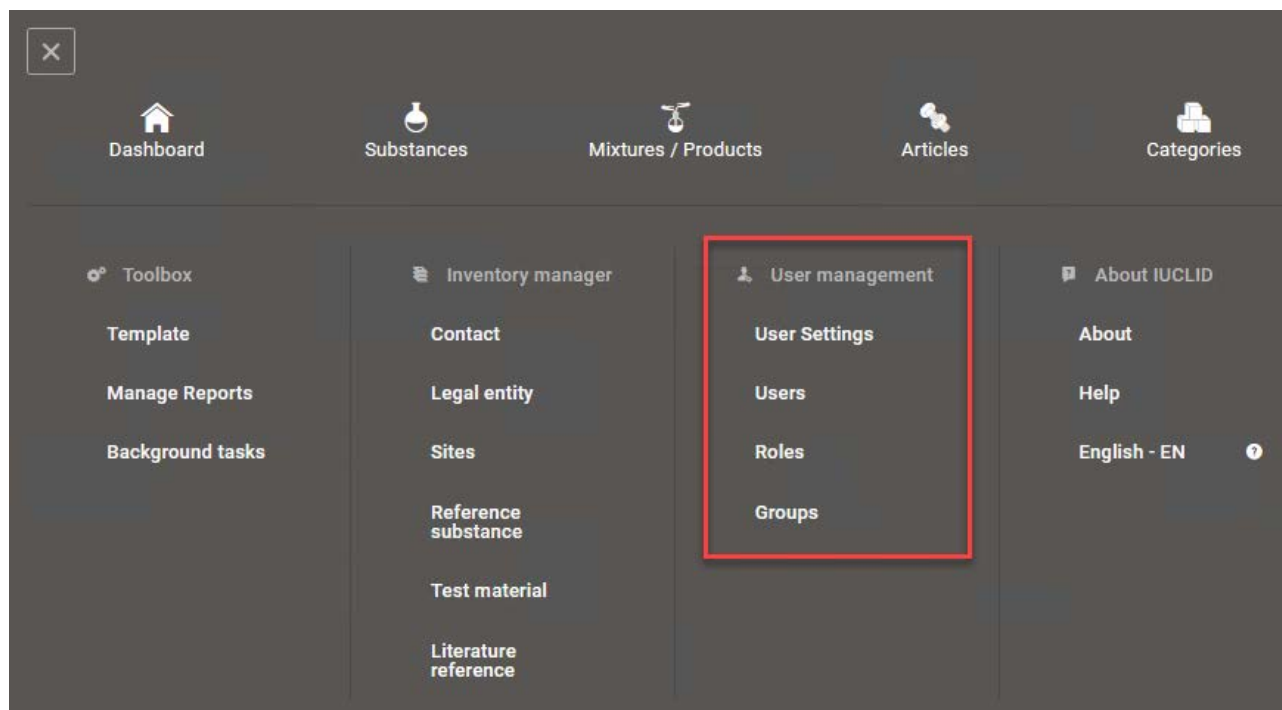 Dashboard
Substances
Mixtures / Products
Articles
Categories
Toolbox
Template
Manage Reports
Background tasks
Inventory manager
Contact
Legal entity
Sites
Reference
substance
Test material
Literature
reference
User management
User Settings
Users
Roles
Groups
About IUCLID
About
Help
English - EN